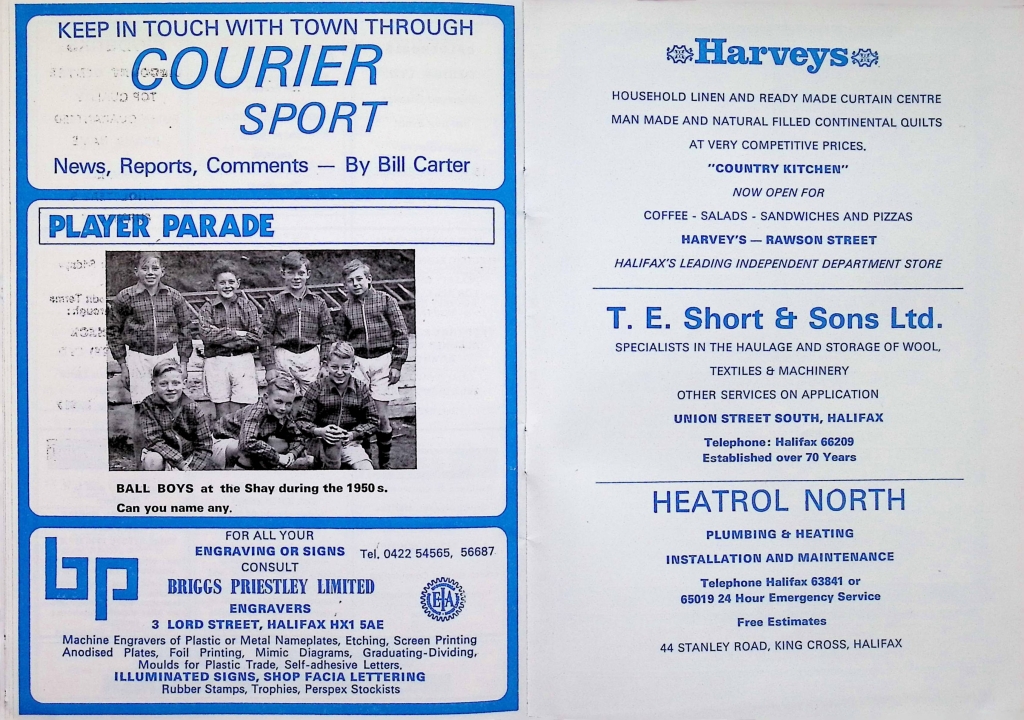 KEEP IN TOUCH WITH TOWN THROUGH
COURIER
SPORT
News, Reports, Comments — By Bill Carter
PLAYER PARADE
BALL BOYS at the Shay during the 1950s.
Can you name any.
bp
FOR ALL YOUR
ENGRAVING OR SIGNS
Tel. 0422 54565, 56687
CONSULT
BRIGGS PRIESTLEY LIMITED
ENGRAVERS
3 LORD STREET, HALIFAX HX1 5AE
Machine Engravers of Plastic or Metal Nameplates, Etching, Screen Printing
Anodised Plates, Foil Printing, Mimic Diagrams, Graduating-Dividing,
Moulds for Plastic Trade, Self-adhesive Letters.
ILLUMINATED SIGNS, SHOP FACIA LETTERING
Rubber Stamps, Trophies, Perspex Stockists
Harveys
HOUSEHOLD LINEN AND READY MADE CURTAIN CENTRE
MAN MADE AND NATURAL FILLED CONTINENTAL QUILTS
AT VERY COMPETITIVE PRICES.
"COUNTRY KITCHEN"
NOW OPEN FOR
COFFEE - SALADS - SANDWICHES AND PIZZAS
HARVEY'S — RAWSON STREET
HALIFAX'S LEADING INDEPENDENT DEPARTMENT STORE
T. E. Short & Sons Ltd.
SPECIALISTS IN THE HAULAGE AND STORAGE OF WOOL,
TEXTILES & MACHINERY
OTHER SERVICES ON APPLICATION
UNION STREET SOUTH, HALIFAX
Telephone: Halifax 66209
Established over 70 Years
HEATROL NORTH
PLUMBING & HEATING
INSTALLATION AND MAINTENANCE
Telephone Halifax 63841 or
65019 24 Hour Emergency Service
Free Estimates
44 STANLEY ROAD, KING CROSS, HALIFAX